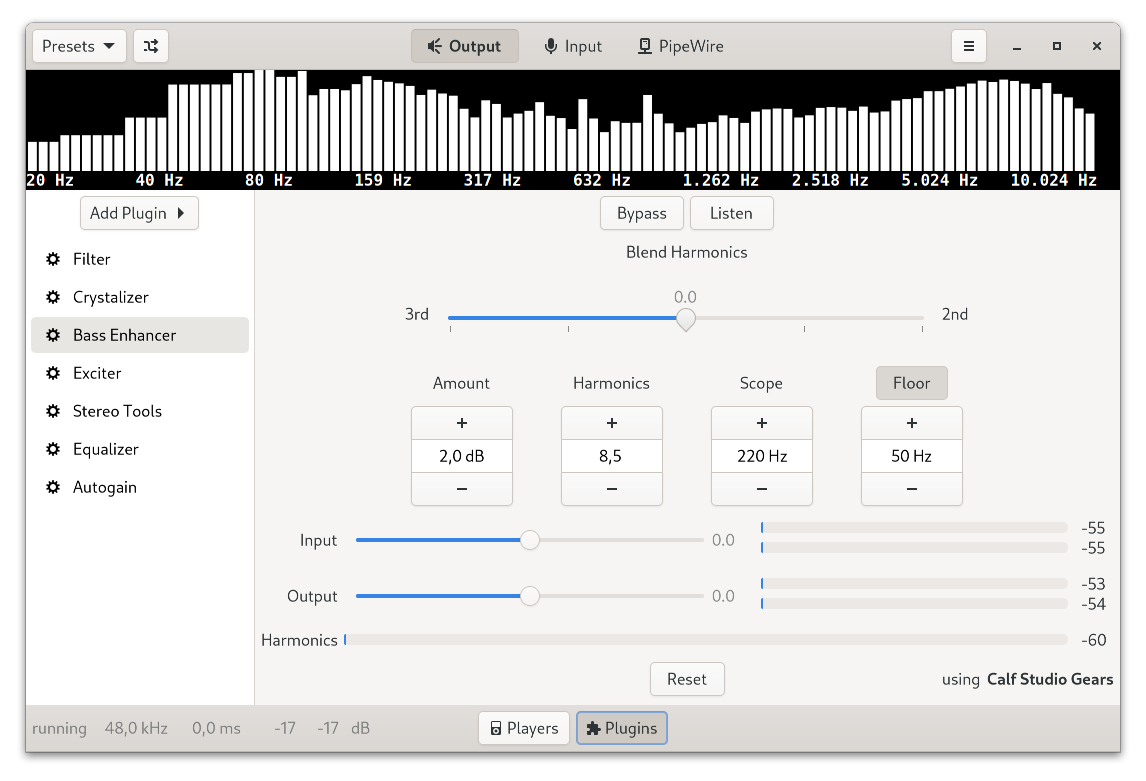 Presets Output Input PipeWire
20 Hz 40 Hz 80 Hz 159 Hz 317 Hz 632 Hz 1.262 Hz 2.518 Hz 5.024 Hz 10.024 Hz
Add Plugin
Filter
Crystalizer
Bass Enhancer
Exciter
Stereo Tools
Equalizer
Autogain
Bypass Listen
Blend Harmonics
0.0
3rd 2nd
Amount Harmonics Scope Floor
+ + + +
2,0 dB 8,5 220 Hz 50 Hz
− − − −
Input 0.0 -55
-55
Output 0.0 -53
-54
Harmonics -60
Reset using Calf Studio Gears
running 48,0 kHz 0,0 ms -17 -17 dB Players Plugins